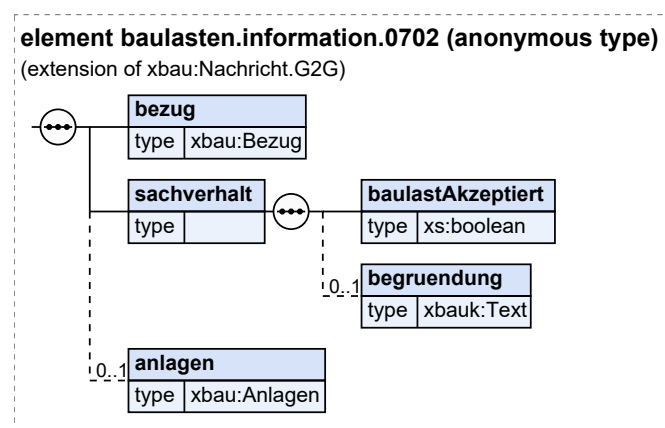 element baulasten.information.0702 (anonymous type)
(extension of xbau:Nachricht.G2G)
bezug
type xbau:Bezug
sachverhalt
type
baulastAkzeptiert
type xs:boolean
0..1
begruendung
type xbauk:Text
0..1
anlagen
type xbau:Anlagen